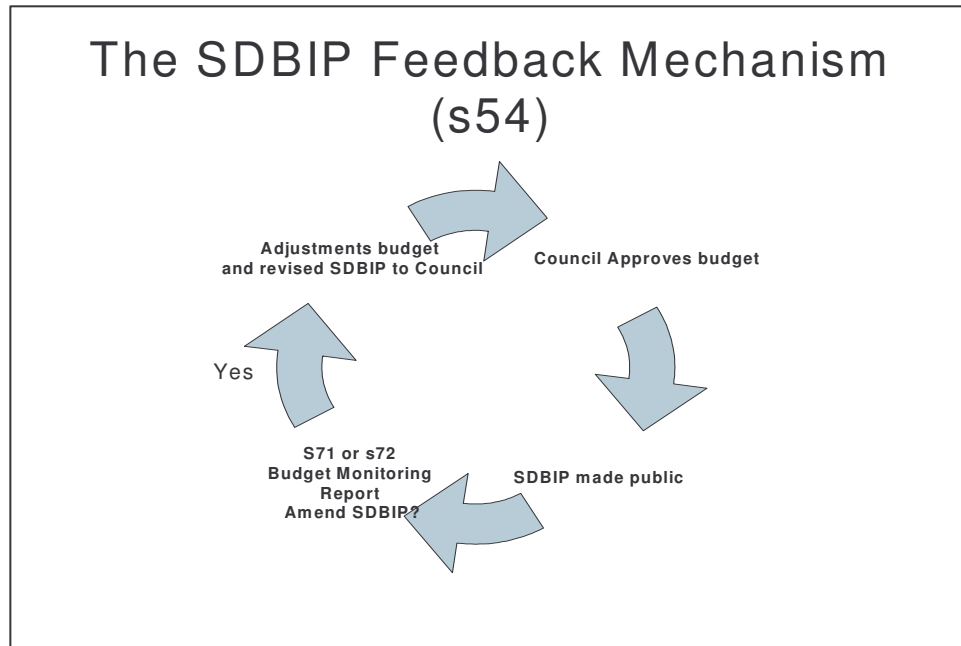 The SDBIP Feedback Mechanism
(s54)
Adjustments budget
and revised SDBIP to Council
Council Approves budget
Yes
S71 or s72
Budget Monitoring
Report
Amend SDBIP?
SDBIP made public